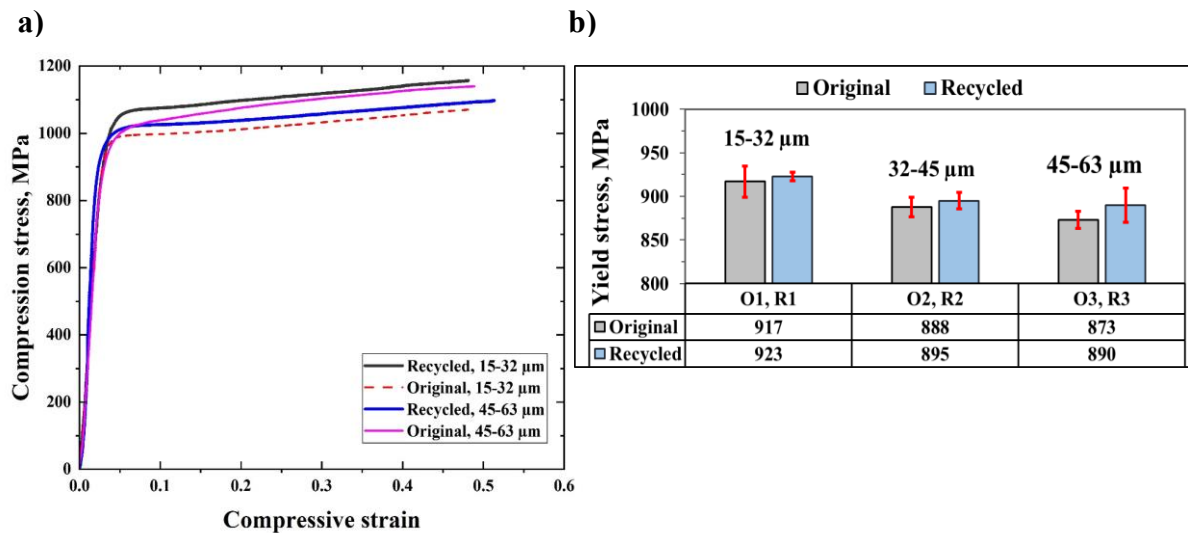 a)
1200
1000
800
600
400
200
0
0.0 0.1 0.2 0.3 0.4 0.5 0.6
Compression stress, MPa
Compressive strain
Recycled, 15-32 µm
Original, 15-32 µm
Recycled, 45-63 µm
Original, 45-63 µm
b)
Original Recycled
1000
950
900
850
800
Yield stress, MPa
15-32 µm
32-45 µm
45-63 µm
O1, R1 O2, R2 O3, R3
Original 917 888 873
Recycled 923 895 890